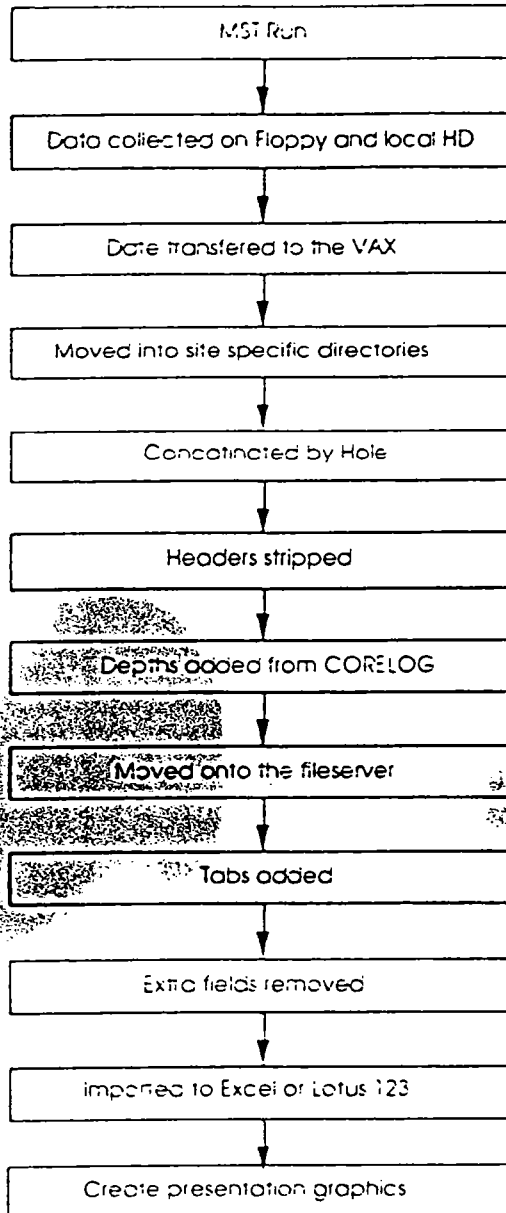 MST Run
Data collected on Floppy and local HD
Date transfered to the VAX
Moved into site specific directories
Concatinated by Hole
Headers stripped
Depths added from CORELOG
Moved onto the fileserver
Tabs added
Extra fields removed
Imported to Excel or Lotus 123
Create presentation graphics